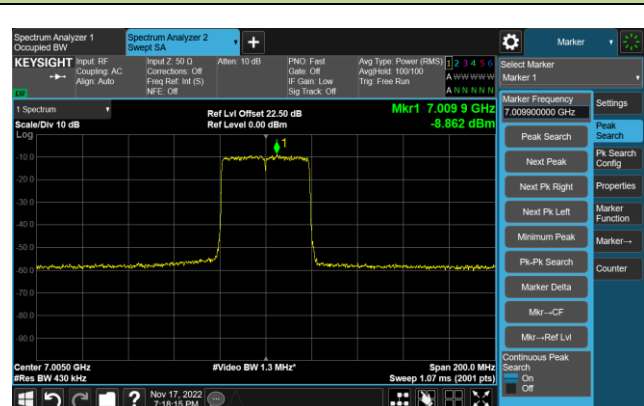 Spectrum Analyzer 1
Occupied BW
Spectrum Analyzer 2
Swept SA
+
Marker
KEYSIGHT
Input: RF
Coupling: AC
Align: Auto
Input Z: 50 Ω
Corrections: Off
Freq Ref: Int (S)
NFE: Off
Atten: 10 dB
PNO: Fast
Gate: Off
IF Gain: Low
Sig Track: Off
Avg Type: Power (RMS)
Avg|Hold: 100/100
Trig: Free Run
1 2 3 4 5 6
A W W W W W
A N N N N N
LXI
Select Marker
Marker 1
1 Spectrum
Scale/Div 10 dB
Log
Ref Lvl Offset 22.50 dB
Ref Level 0.00 dBm
Mkr1 7.009 9 GHz
-8.862 dBm
1
-10.0
-20.0
-30.0
-40.0
-50.0
-60.0
-70.0
-80.0
-90.0
Center 7.0050 GHz
#Res BW 430 kHz
#Video BW 1.3 MHz*
Span 200.0 MHz
Sweep 1.07 ms (2001 pts)
Marker Frequency
7.009900000 GHz
Peak Search
Next Peak
Next Pk Right
Next Pk Left
Minimum Peak
Pk-Pk Search
Marker Delta
Mkr→CF
Mkr→Ref Lvl
Continuous Peak
Search
On
Off
Settings
Peak
Search
Pk Search
Config
Properties
Marker
Function
Marker→
Counter
?
Nov 17, 2022
7:18:15 PM